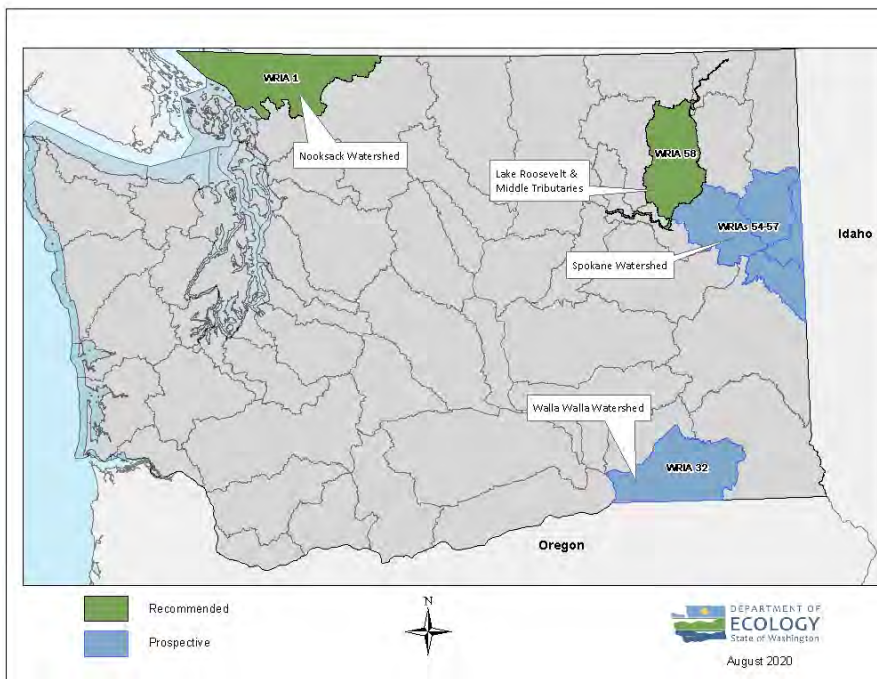 WRIA 1
Nooksack Watershed
WRIA 58
Lake Roosevelt &
Middle Tributaries
WRIAs 54-57
Idaho
Spokane Watershed
Walla Walla Watershed
WRIA 32
Oregon
Recommended
Prospective
N
DEPARTMENT OF
ECOLOGY
State of Washington
August 2020